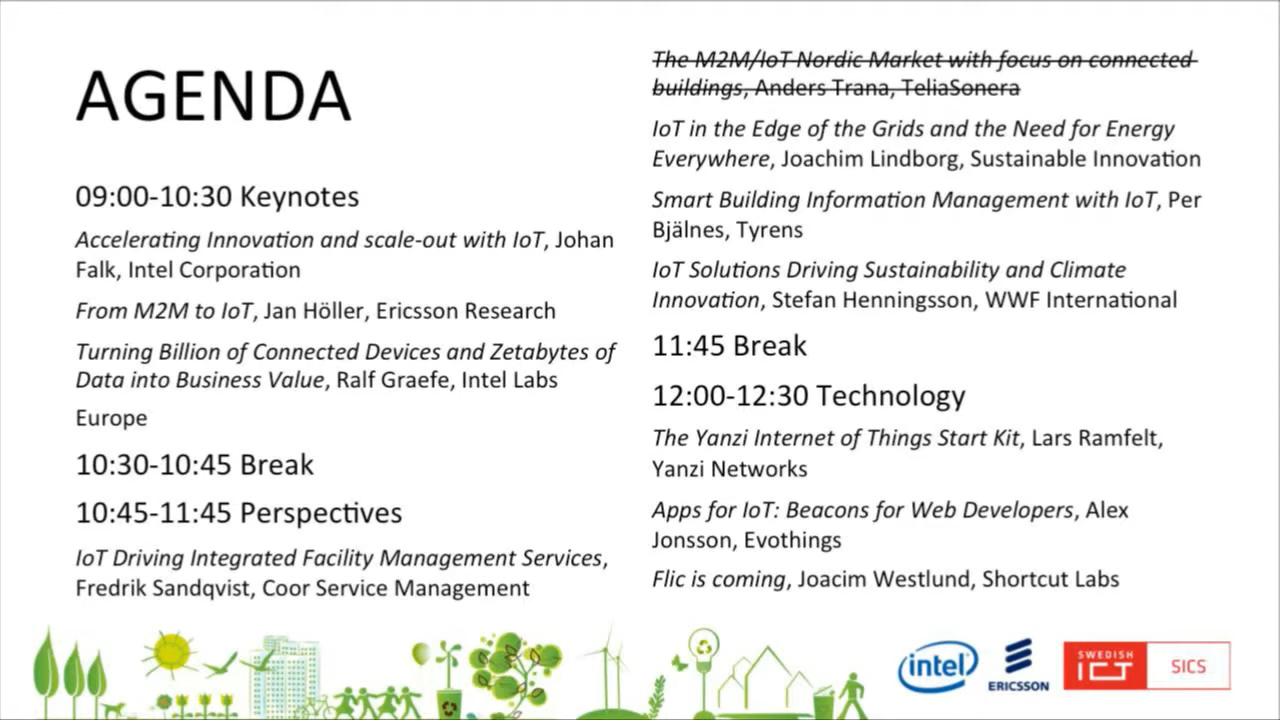 AGENDA
09:00-10:30 Keynotes
Accelerating Innovation and scale-out with IoT, Johan
Falk, Intel Corporation
From M2M to IoT, Jan Höller, Ericsson Research
Turning Billion of Connected Devices and Zetabytes of
Data into Business Value, Ralf Graefe, Intel Labs
Europe
10:30-10:45 Break
10:45-11:45 Perspectives
IoT Driving Integrated Facility Management Services,
Fredrik Sandqvist, Coor Service Management
The M2M/IoT Nordic Market with focus on connected
buildings, Anders Trana, TeliaSonera
IoT in the Edge of the Grids and the Need for Energy
Everywhere, Joachim Lindborg, Sustainable Innovation
Smart Building Information Management with IoT, Per
Bjälnes, Tyrens
IoT Solutions Driving Sustainability and Climate
Innovation, Stefan Henningsson, WWF International
11:45 Break
12:00-12:30 Technology
The Yanzi Internet of Things Start Kit, Lars Ramfelt,
Yanzi Networks
Apps for IoT: Beacons for Web Developers, Alex
Jonsson, Evothings
Flic is coming, Joacim Westlund, Shortcut Labs
intel
ERICSSON
SWEDISH
ICT
SICS